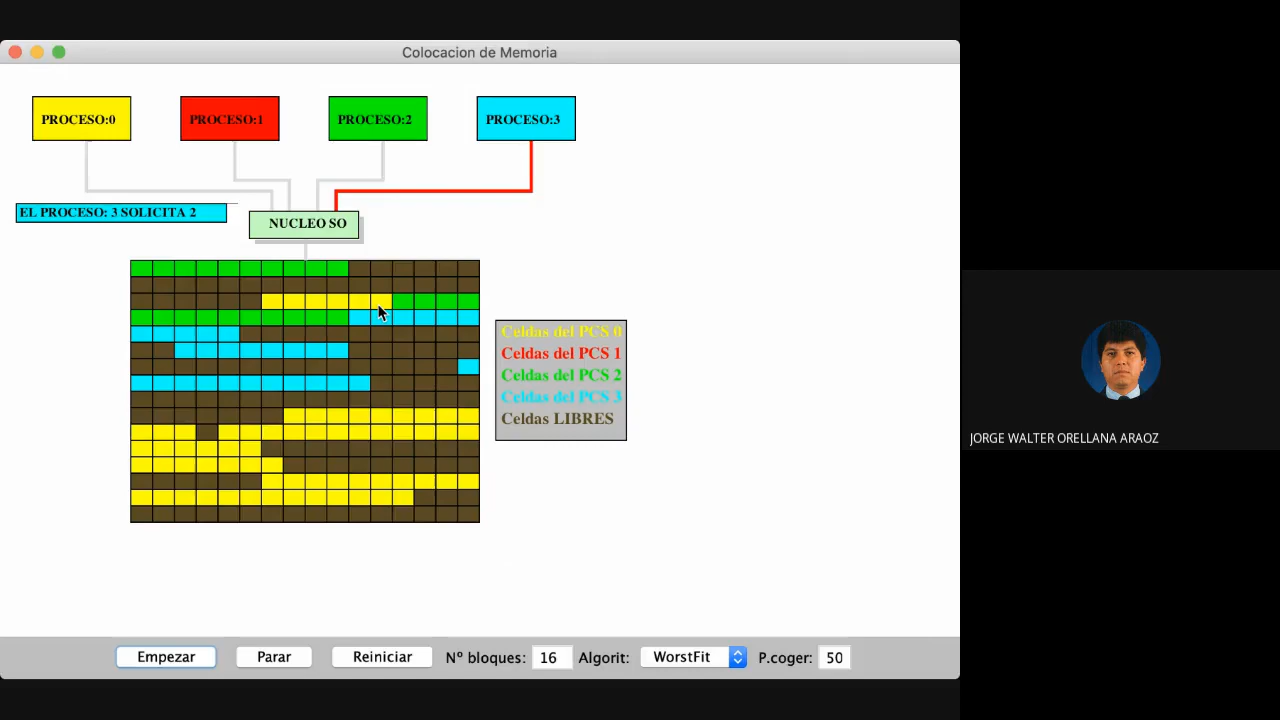 Colocacion de Memoria
PROCESO:0
PROCESO:1
PROCESO:2
PROCESO:3
EL PROCESO: 3 SOLICITA 2
NUCLEO SO
Celdas del PCS 0
Celdas del PCS 1
Celdas del PCS 2
Celdas del PCS 3
Celdas LIBRES
JORGE WALTER ORELLANA ARAOZ
Empezar Parar Reiniciar Nº bloques: 16 Algorit: WorstFit P.coger: 50